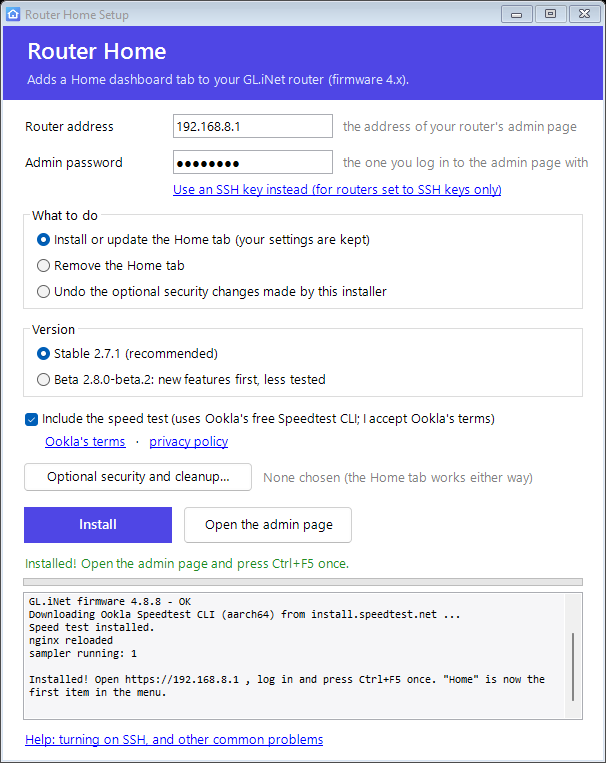 Router Home Setup
Router Home
Adds a Home dashboard tab to your GL.iNet router (firmware 4.x).
Router address 192.168.8.1 the address of your router's admin page
Admin password ●●●●●●●● the one you log in to the admin page with
Use an SSH key instead (for routers set to SSH keys only)
What to do
Install or update the Home tab (your settings are kept)
Remove the Home tab
Undo the optional security changes made by this installer
Version
Stable 2.7.1 (recommended)
Beta 2.8.0-beta.2: new features first, less tested
Include the speed test (uses Ookla's free Speedtest CLI; I accept Ookla's terms)
Ookla's terms · privacy policy
Optional security and cleanup... None chosen (the Home tab works either way)
Install Open the admin page
Installed! Open the admin page and press Ctrl+F5 once.
GL.iNet firmware 4.8.8 - OK
Downloading Ookla Speedtest CLI (aarch64) from install.speedtest.net ...
Speed test installed.
nginx reloaded
sampler running: 1
Installed! Open https://192.168.8.1 , log in and press Ctrl+F5 once. "Home" is now the
first item in the menu.
Help: turning on SSH, and other common problems